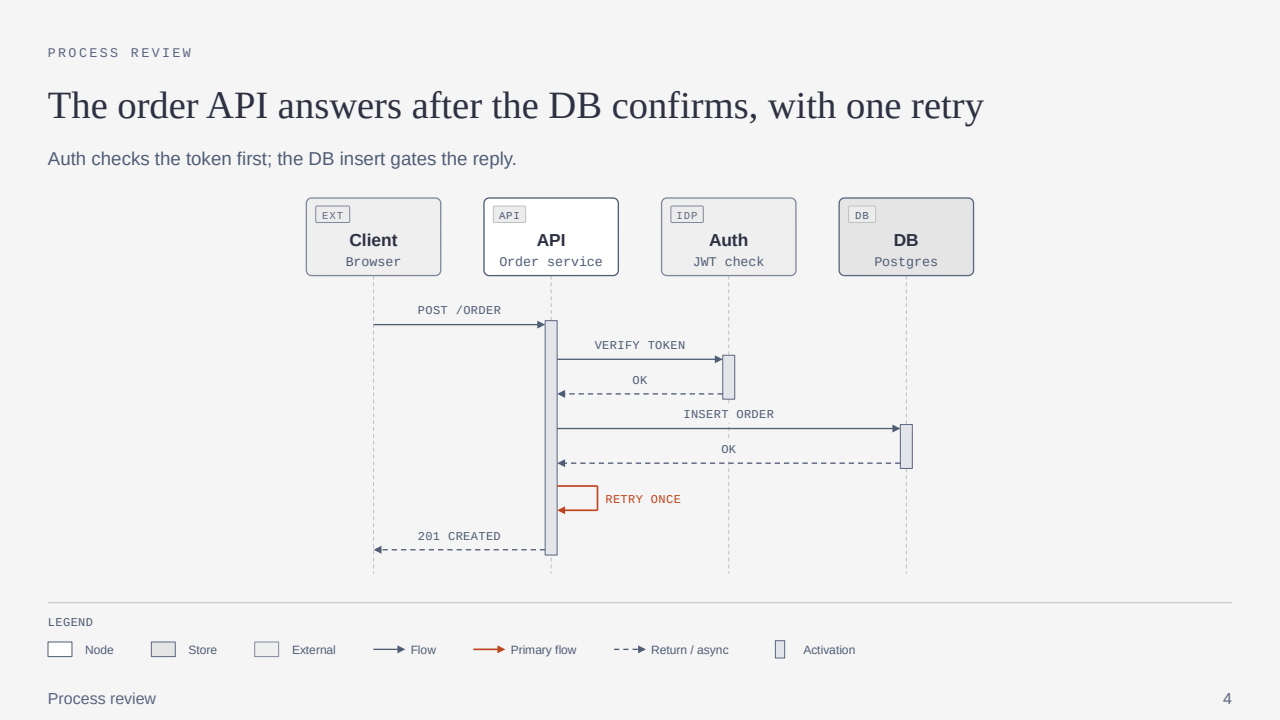 PROCESS REVIEW
The order API answers after the DB confirms, with one retry
Auth checks the token first; the DB insert gates the reply.
EXT
Client
Browser
API
API
Order service
IDP
Auth
JWT check
DB
DB
Postgres
POST /ORDER
VERIFY TOKEN
OK
INSERT ORDER
OK
RETRY ONCE
201 CREATED
LEGEND
Node
Store
External
Flow
Primary flow
Return / async
Activation
Process review
4